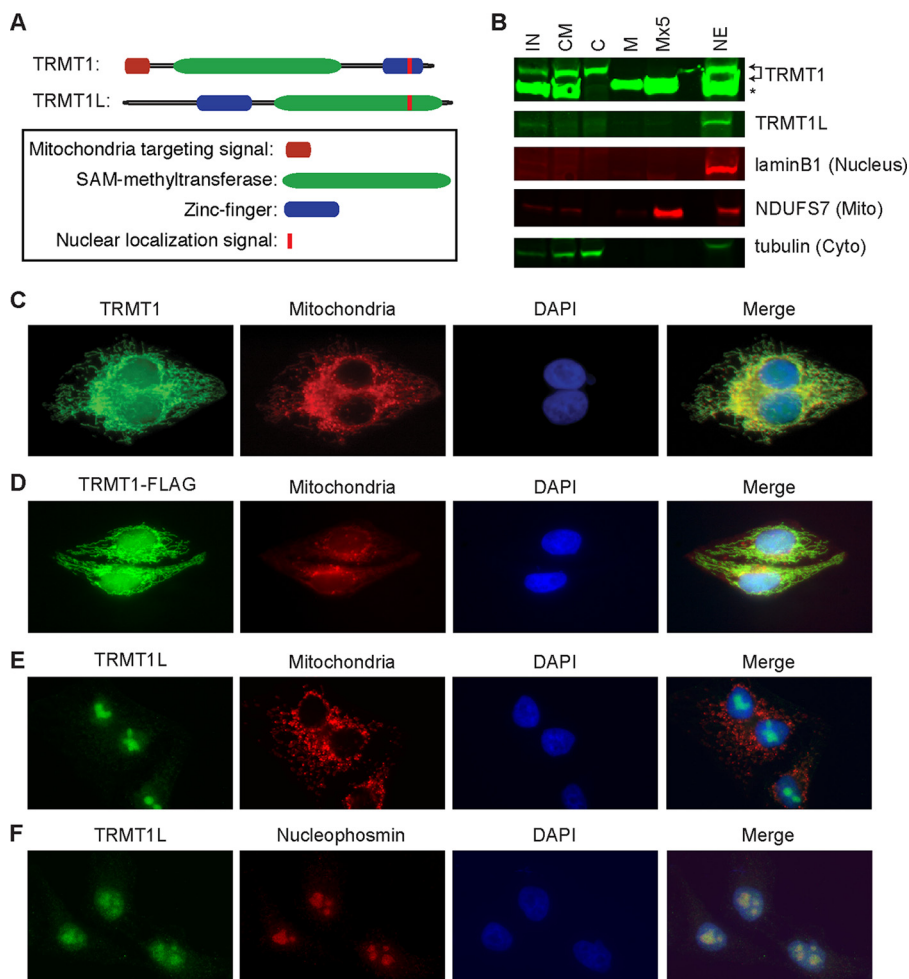 A
TRMT1:
TRMT1L:
Mitochondria targeting signal:
SAM-methyltransferase:
Zinc-finger:
Nuclear localization signal:
B
IN CM C M Mx5 NE
TRMT1
*
TRMT1L
laminB1 (Nucleus)
NDUFS7 (Mito)
tubulin (Cyto)
C
TRMT1 Mitochondria DAPI Merge
D
TRMT1-FLAG Mitochondria DAPI Merge
E
TRMT1L Mitochondria DAPI Merge
F
TRMT1L Nucleophosmin DAPI Merge